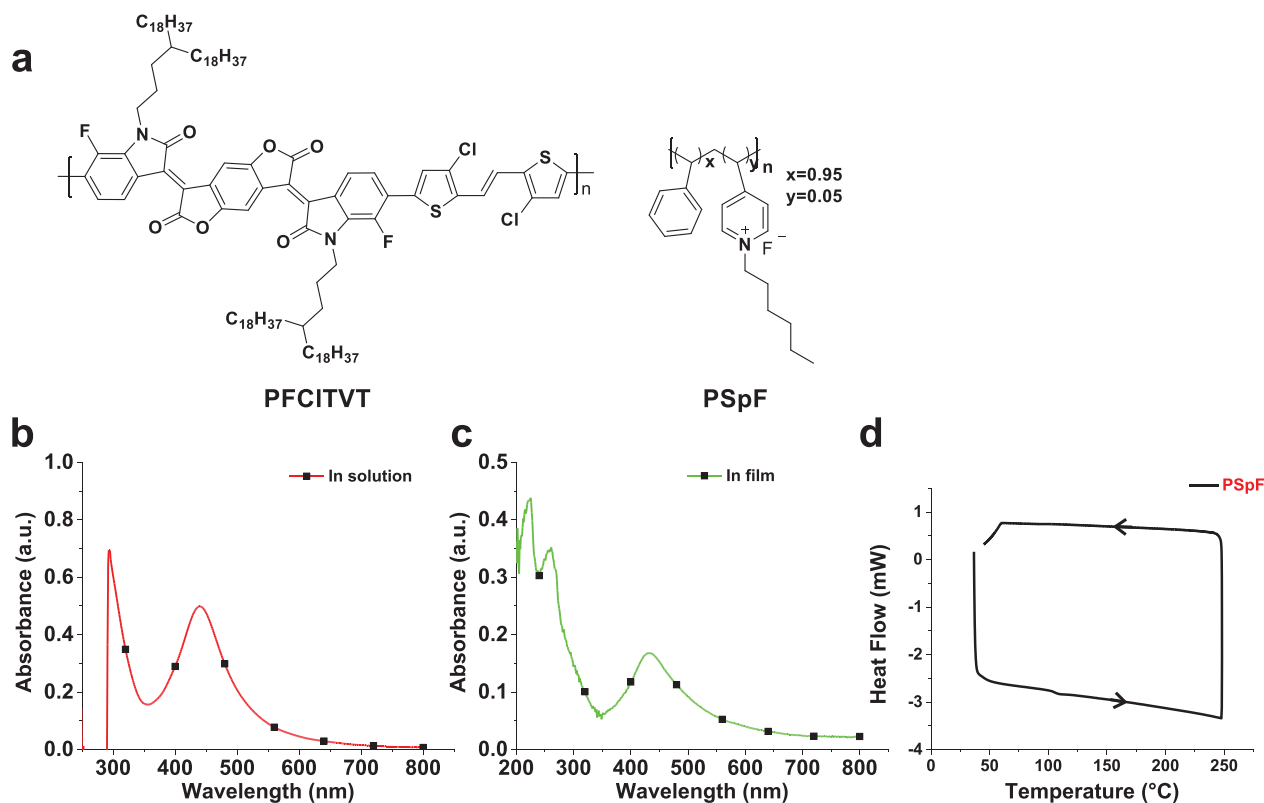 a
C18H37
C18H37
F
N
O
O
O
O
O
O
N
F
Cl
S
S
Cl
n
C18H37
C18H37
PFClTVT
x
y
n
x=0.95
y=0.05
N
+
F −
PSpF
b
In solution
Absorbance (a.u.)
1.0
0.8
0.6
0.4
0.2
0.0
300 400 500 600 700 800
Wavelength (nm)
c
In film
Absorbance (a.u.)
0.5
0.4
0.3
0.2
0.1
0.0
200 300 400 500 600 700 800
Wavelength (nm)
d
PSpF
Heat Flow (mW)
1
0
-1
-2
-3
-4
0 50 100 150 200 250
Temperature (°C)